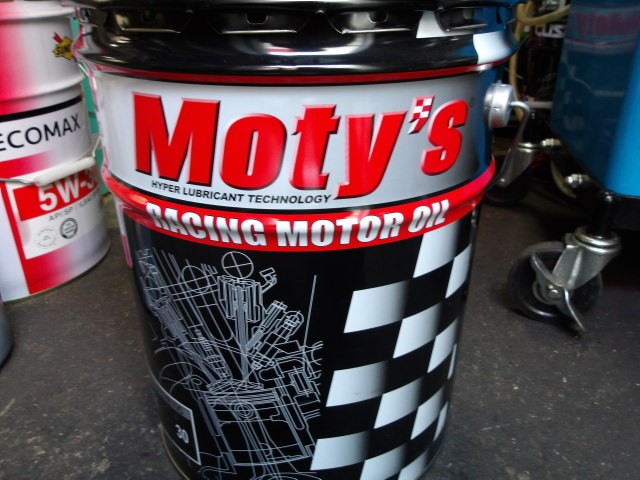 Moty's
HYPER LUBRICANT TECHNOLOGY
RACING MOTOR OIL
30
ECOMAX
5W-3